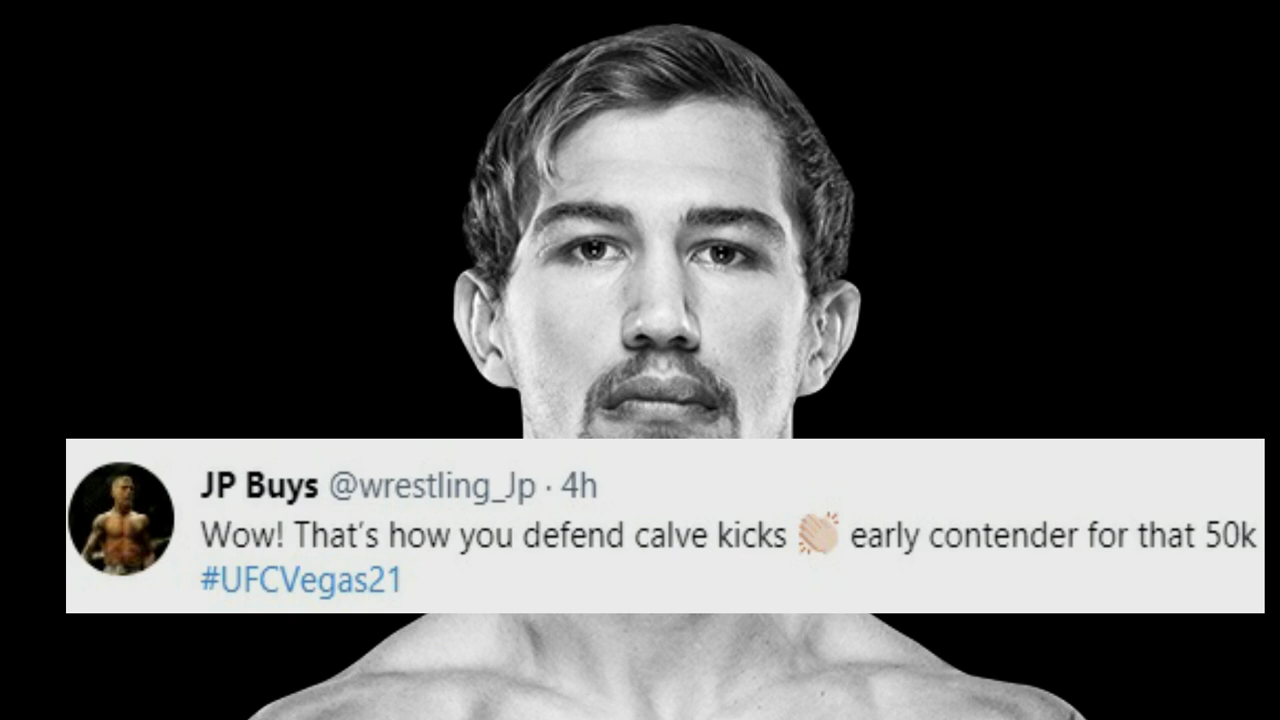 JP Buys @wrestling_Jp · 4h
Wow! That's how you defend calve kicks 👏🏼 early contender for that 50k
#UFCVegas21